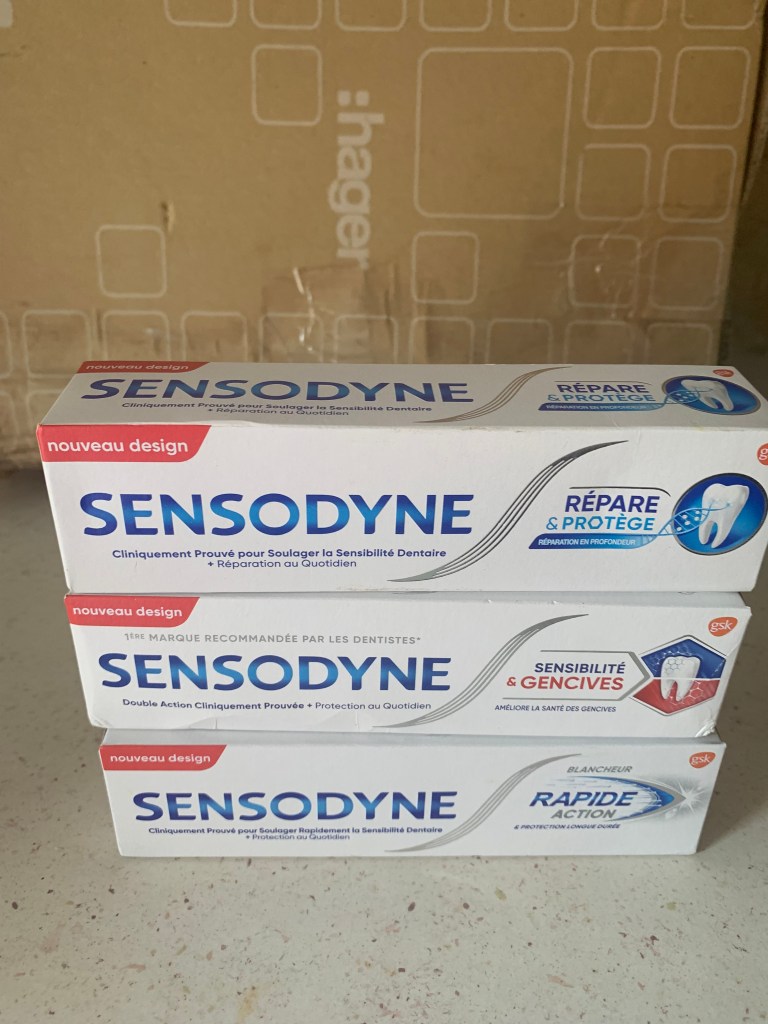 :hager
nouveau design
SENSODYNE
Cliniquement Prouvé pour Soulager la Sensibilité Dentaire
+ Réparation au Quotidien
RÉPARE
& PROTÈGE
RÉPARATION EN PROFONDEUR
gsk
nouveau design
SENSODYNE
Cliniquement Prouvé pour Soulager la Sensibilité Dentaire
+ Réparation au Quotidien
RÉPARE
& PROTÈGE
RÉPARATION EN PROFONDEUR
nouveau design
1ÈRE MARQUE RECOMMANDÉE PAR LES DENTISTES*
SENSODYNE
Double Action Cliniquement Prouvée + Protection au Quotidien
SENSIBILITÉ
& GENCIVES
AMÉLIORE LA SANTÉ DES GENCIVES
gsk
nouveau design
SENSODYNE
Cliniquement Prouvé pour Soulager Rapidement la Sensibilité Dentaire
+ Protection au Quotidien
BLANCHEUR
RAPIDE
ACTION
& PROTECTION LONGUE DURÉE
gsk